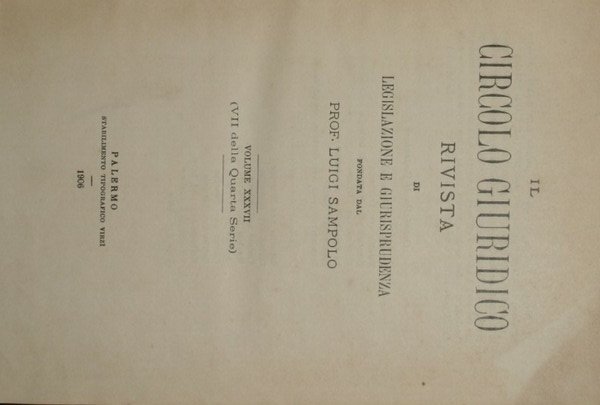 IL
CIRCOLO GIURIDICO
RIVISTA
DI
LEGISLAZIONE E GIURISPRUDENZA
FONDATA DAL
PROF. LUIGI SAMPOLO
VOLUME XXXVII
(VII della Quarta Serie)
PALERMO
STABILIMENTO TIPOGRAFICO VIRZÌ
1906